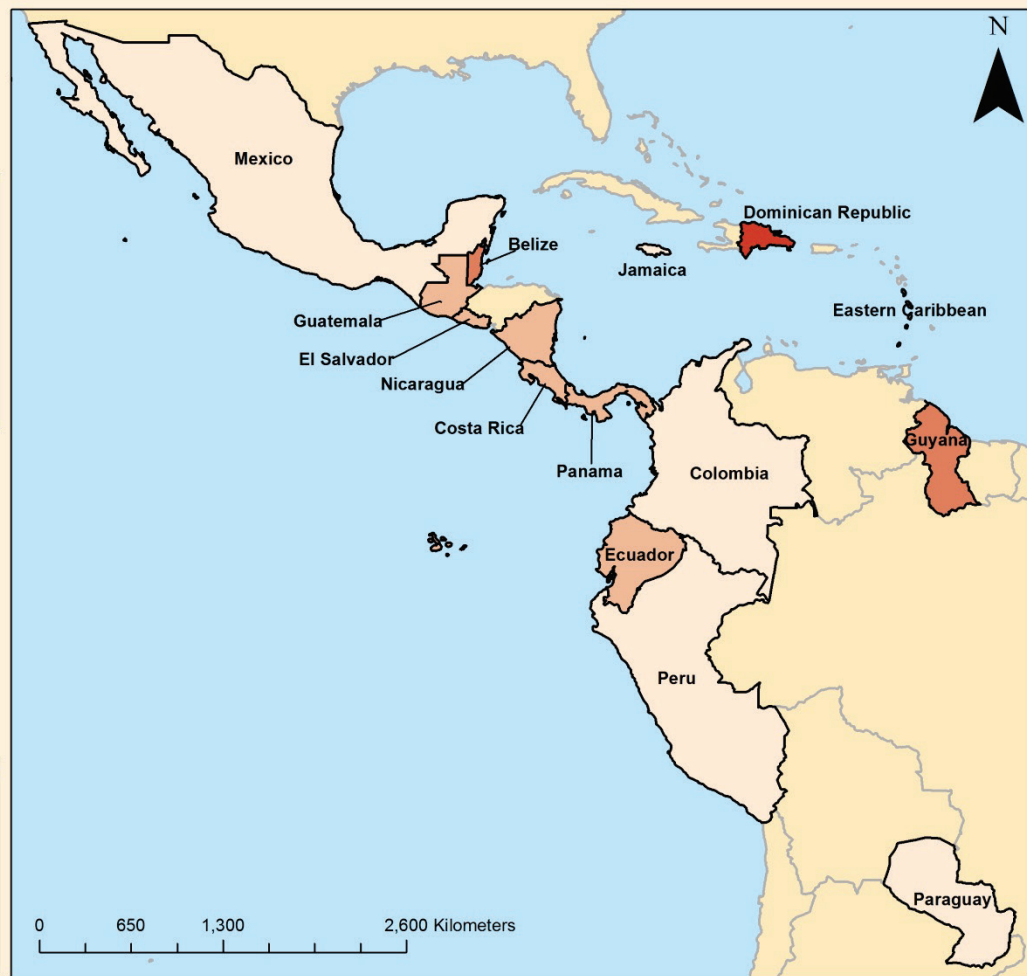 N
Mexico
Dominican Republic
Belize
Jamaica
Eastern Caribbean
Guatemala
El Salvador
Nicaragua
Costa Rica
Guyana
Panama
Colombia
Ecuador
Peru
Paraguay
0 650 1,300 2,600 Kilometers